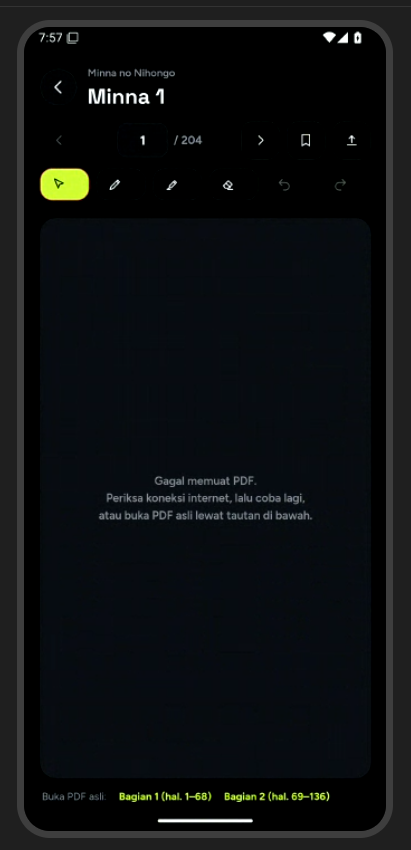 7:57
Minna no Nihongo
Minna 1
1 / 204
Gagal memuat PDF.
Periksa koneksi internet, lalu coba lagi,
atau buka PDF asli lewat tautan di bawah.
Buka PDF asli: Bagian 1 (hal. 1–68) Bagian 2 (hal. 69–136)